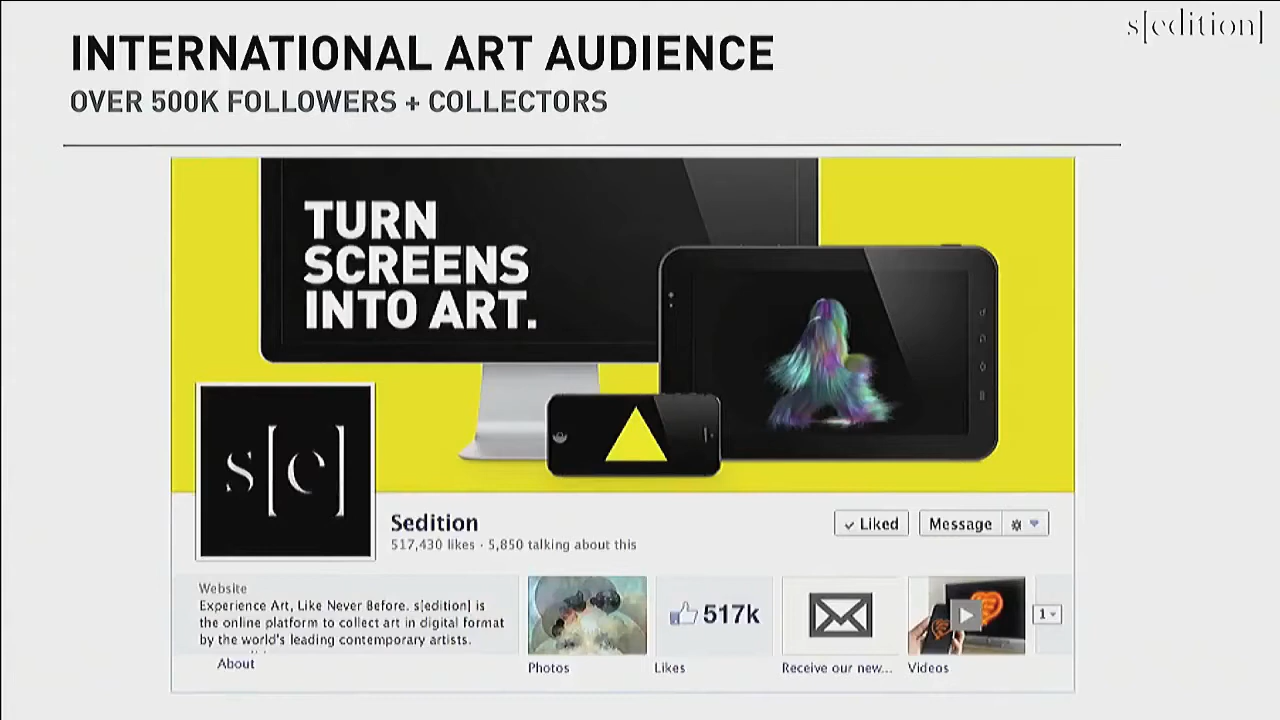 s[edition]
INTERNATIONAL ART AUDIENCE
OVER 500K FOLLOWERS + COLLECTORS
TURN
SCREENS
INTO ART.
s[e]
Sedition
517,430 likes · 5,850 talking about this
✓ Liked
Message
Website
Experience Art, Like Never Before. s[edition] is
the online platform to collect art in digital format
by the world's leading contemporary artists.
About
Photos
517k
Likes
Receive our new...
Videos
1